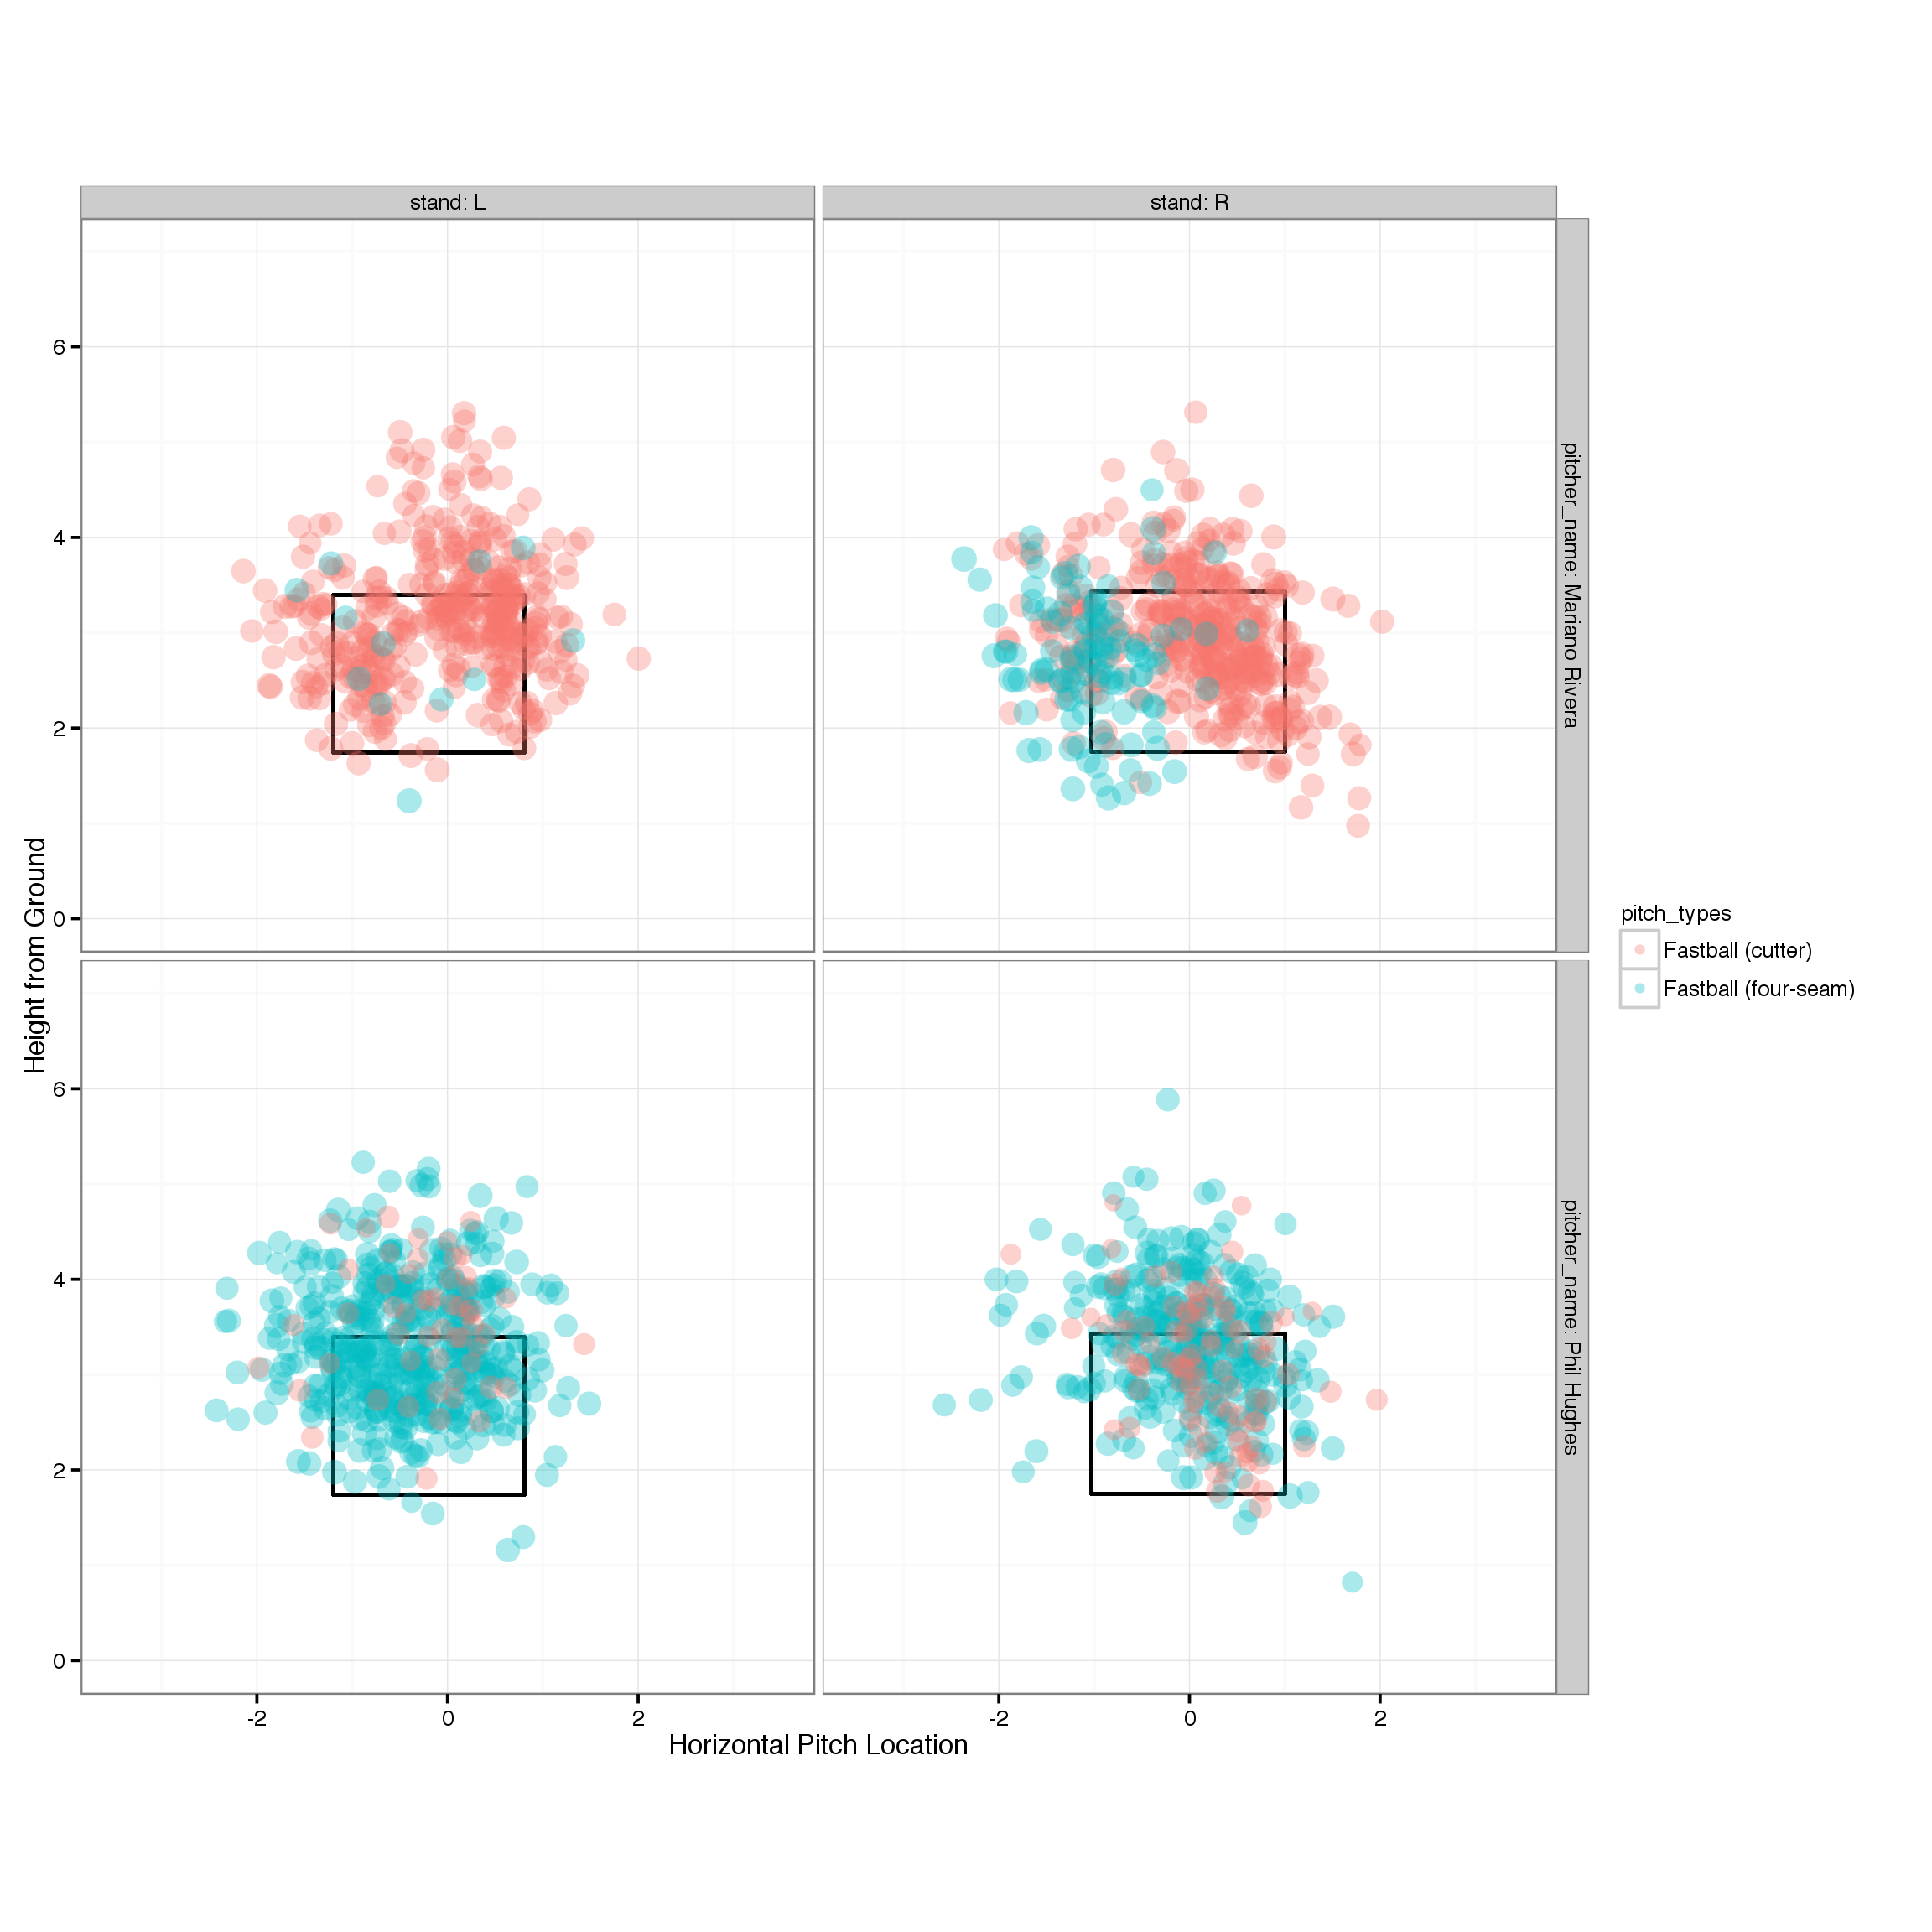 stand: L
stand: R
6
4
2
0
pitcher_name: Mariano Rivera
6
4
2
0
pitcher_name: Phil Hughes
-2
0
2
-2
0
2
Horizontal Pitch Location
Height from Ground
pitch_types
Fastball (cutter)
Fastball (four-seam)